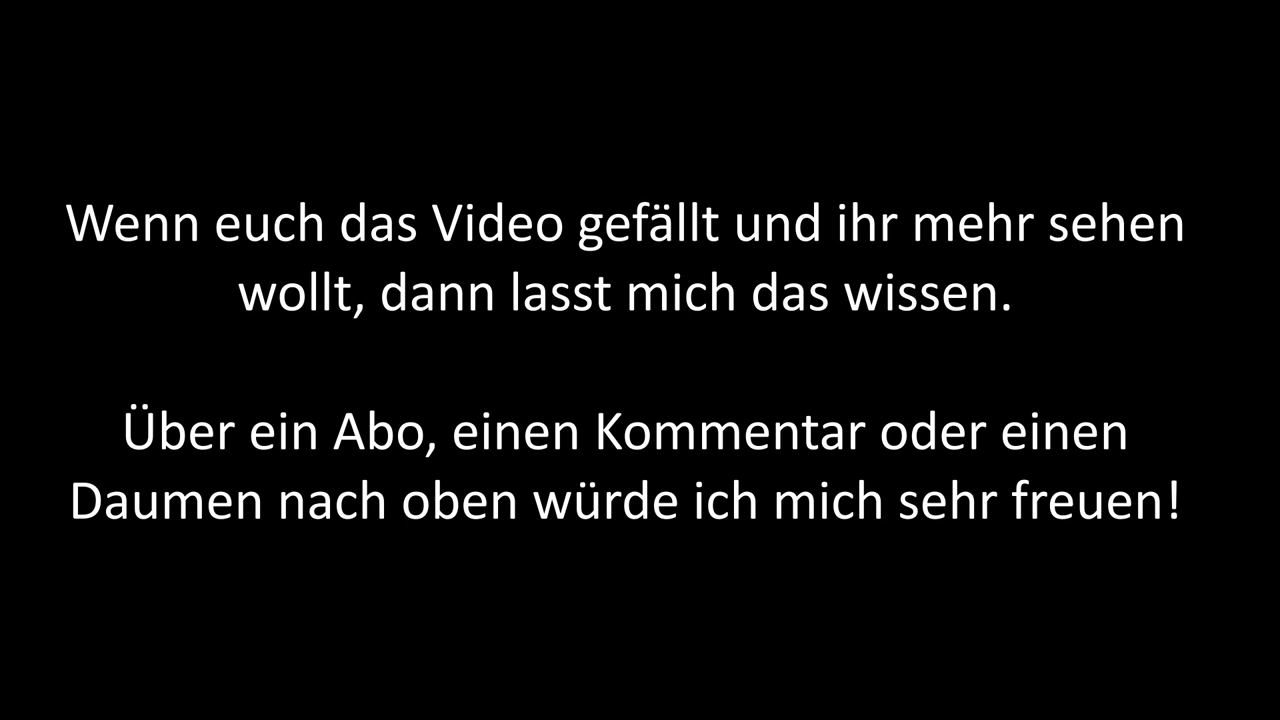 Wenn euch das Video gefällt und ihr mehr sehen
wollt, dann lasst mich das wissen.
Über ein Abo, einen Kommentar oder einen
Daumen nach oben würde ich mich sehr freuen!